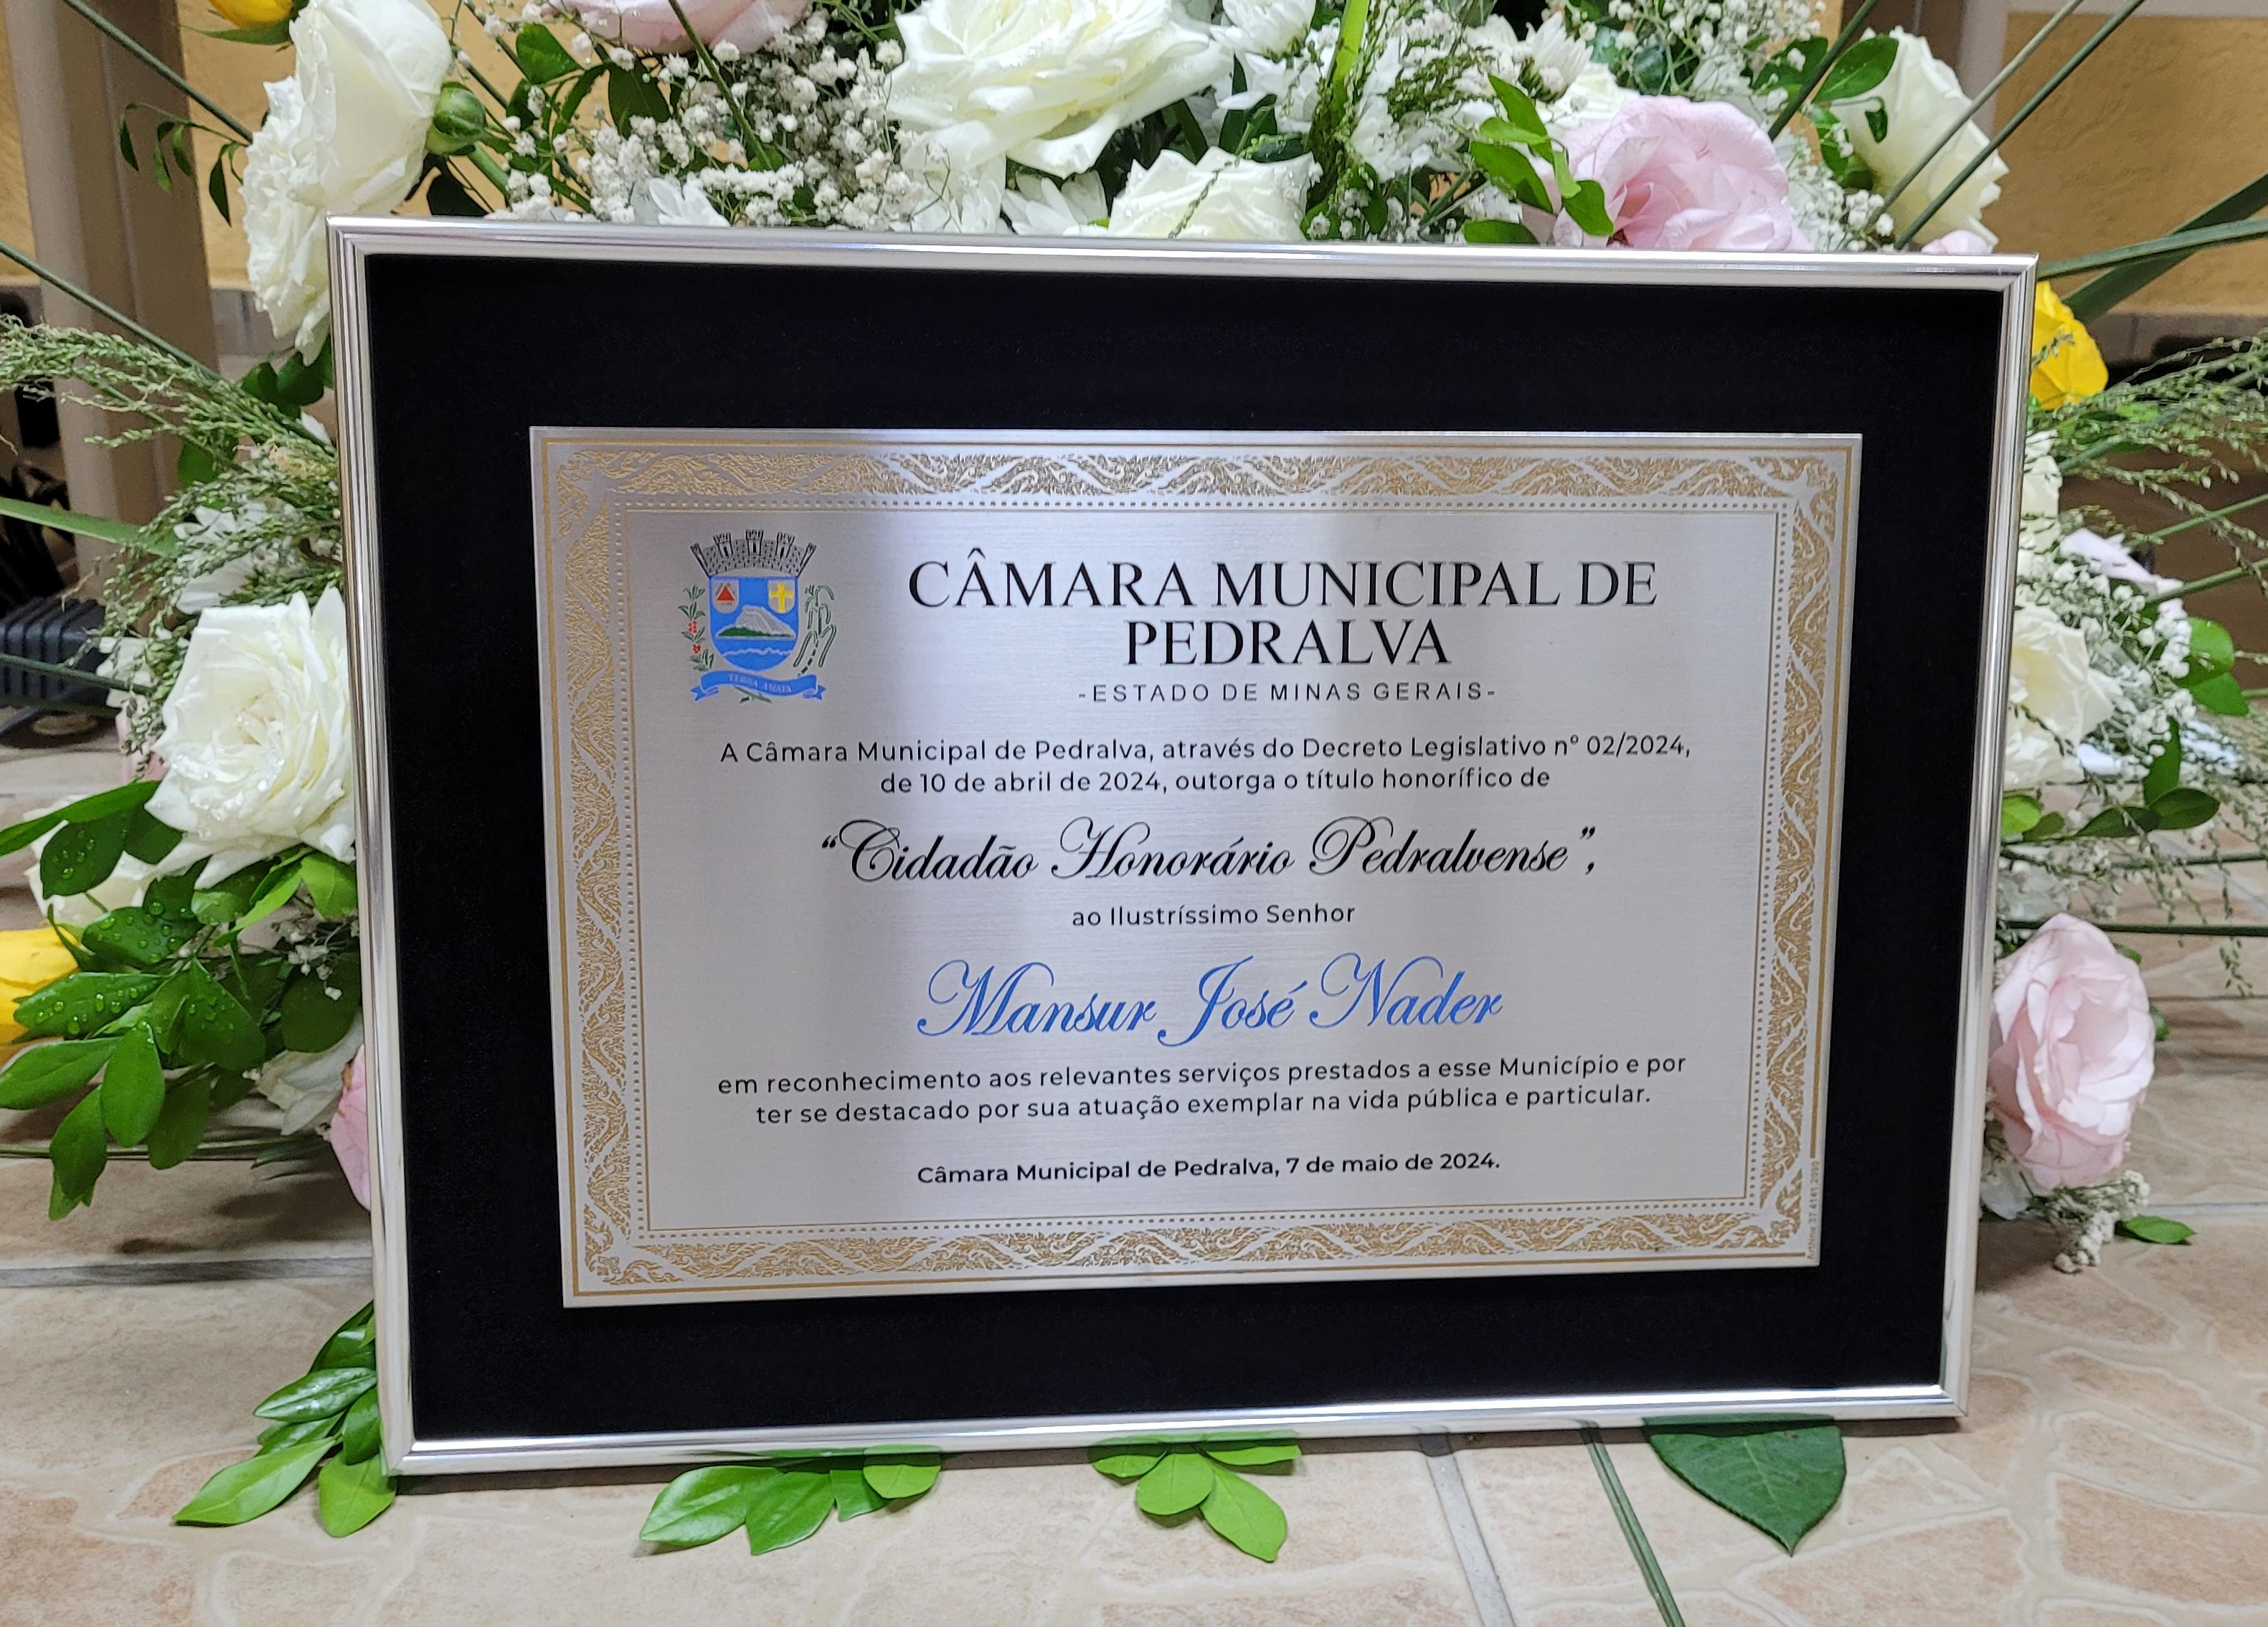 CÂMARA MUNICIPAL DE
PEDRALVA
-ESTADO DE MINAS GERAIS-
TERRA AMATA
A Câmara Municipal de Pedralva, através do Decreto Legislativo nº 02/2024,
de 10 de abril de 2024, outorga o título honorífico de
“Cidadão Honorário Pedralvense”,
ao Ilustríssimo Senhor
Mansur José Nader
em reconhecimento aos relevantes serviços prestados a esse Município e por
ter se destacado por sua atuação exemplar na vida pública e particular.
Câmara Municipal de Pedralva, 7 de maio de 2024.